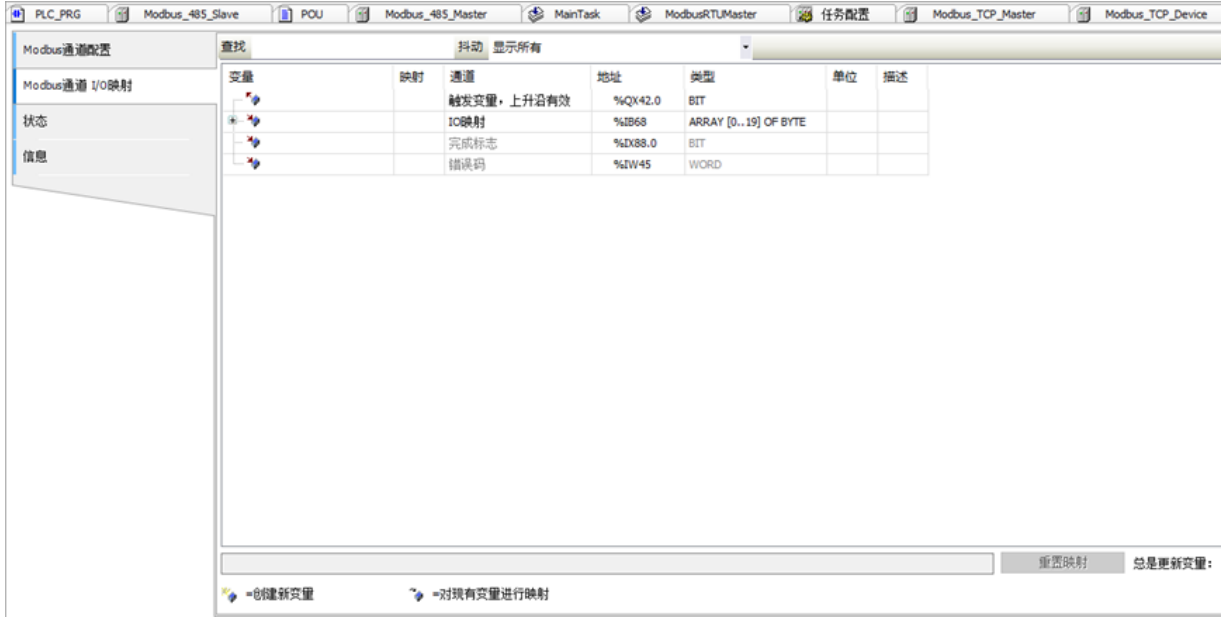 PLC_PRG Modbus_485_Slave POU Modbus_485_Master MainTask ModbusRTUMaster 任务配置 Modbus_TCP_Master Modbus_TCP_Device
Modbus通道配置
Modbus通道 I/O映射
状态
信息
查找 抖动 显示所有
变量 映射 通道 地址 类型 单位 描述
触发变量，上升沿有效 %QX42.0 BIT
IO映射 %IB68 ARRAY [0..19] OF BYTE
完成标志 %IX88.0 BIT
错误码 %IW45 WORD
重置映射 总是更新变量：
=创建新变量 =对现有变量进行映射